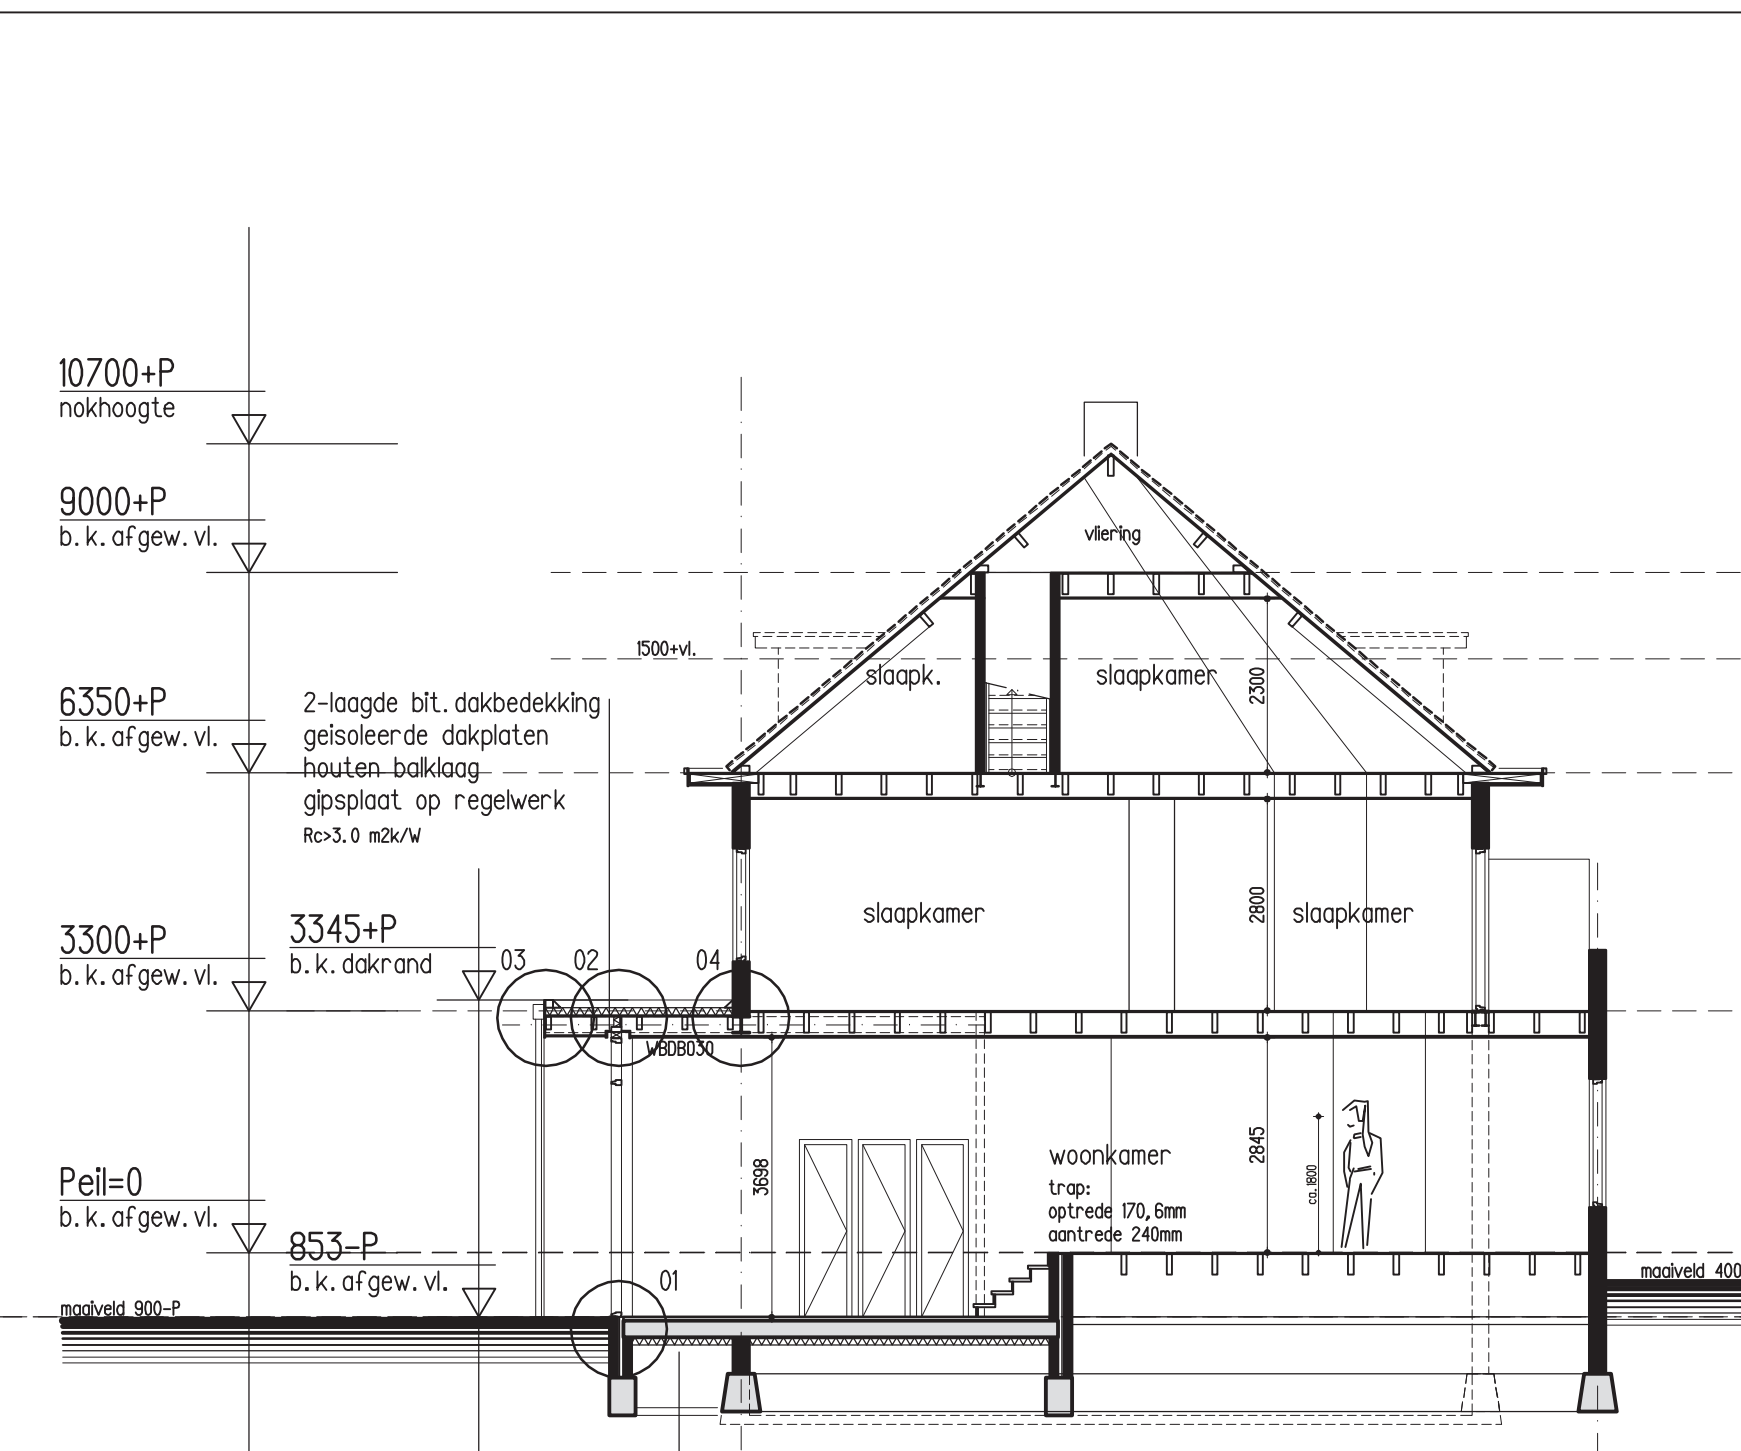 10700+P
nokhoogte
9000+P
b.k.afgew.vl.
vliering
1500+vl.
slaapk.
slaapkamer
2300
6350+P
b.k.afgew.vl.
2-laagde bit.dakbedekking
geisoleerde dakplaten
houten balklaag
gipsplaat op regelwerk
Rc>3.0 m2k/W
slaapkamer
2800
slaapkamer
3300+P
b.k.afgew.vl.
3345+P
b.k.dakrand
03
02
04
WBDBO30
3698
woonkamer
trap:
optrede 170,6mm
aantrede 240mm
2845
ca.1800
Peil=0
b.k.afgew.vl.
853-P
b.k.afgew.vl.
01
maaiveld 900-P
maaiveld 400